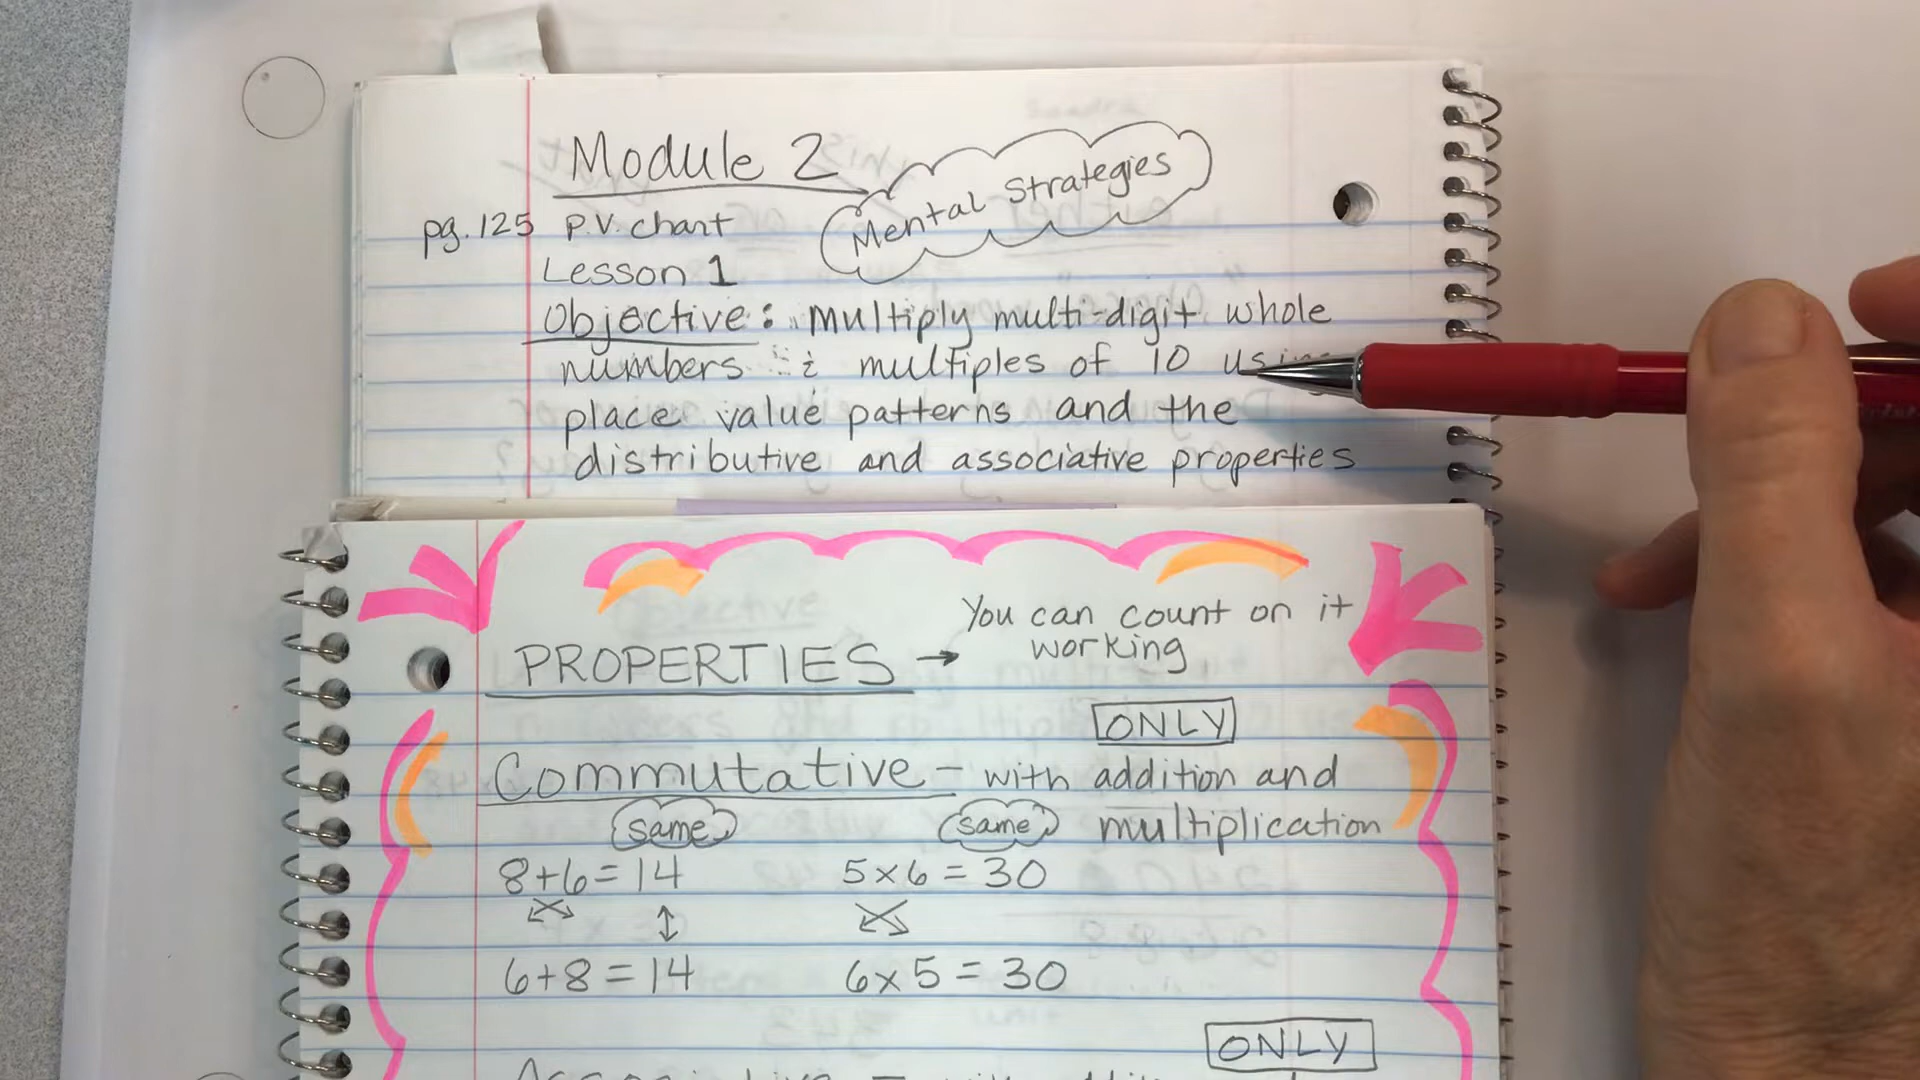 Module 2
Mental Strategies
pg. 125 P.V. chart
Lesson 1
Objective: Multiply multi-digit whole
numbers & multiples of 10 using
place value patterns and the
distributive and associative properties
PROPERTIES → You can count on it
working
ONLY
Commutative - with addition and
same same multiplication
8+6=14 5×6=30
6+8=14 6×5=30
ONLY